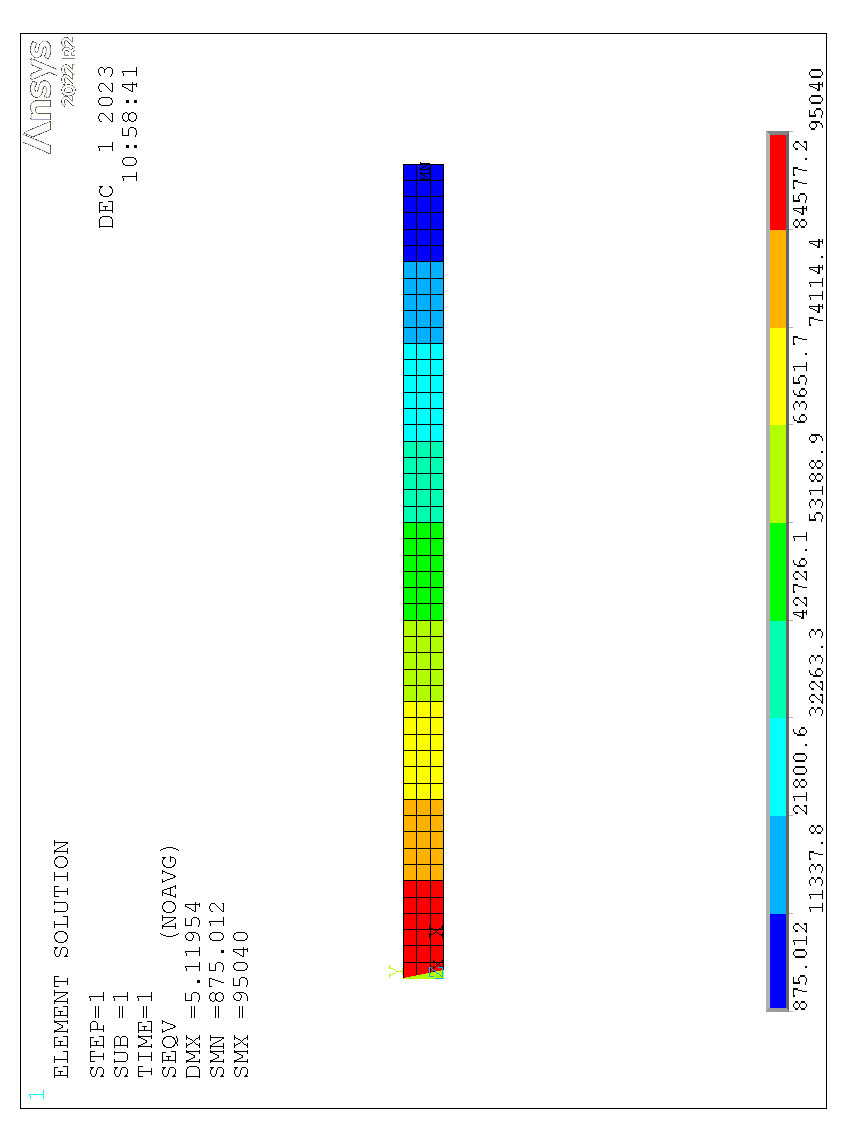 1
ELEMENT SOLUTION
STEP=1
SUB =1
TIME=1
SEQV (NOAVG)
DMX =5.11954
SMN =875.012
SMX =95040
Ansys
2022 R2
DEC 1 2023
10:58:41
Y
X
875.012
11337.8
21800.6
32263.3
42726.1
53188.9
63651.7
74114.4
84577.2
95040